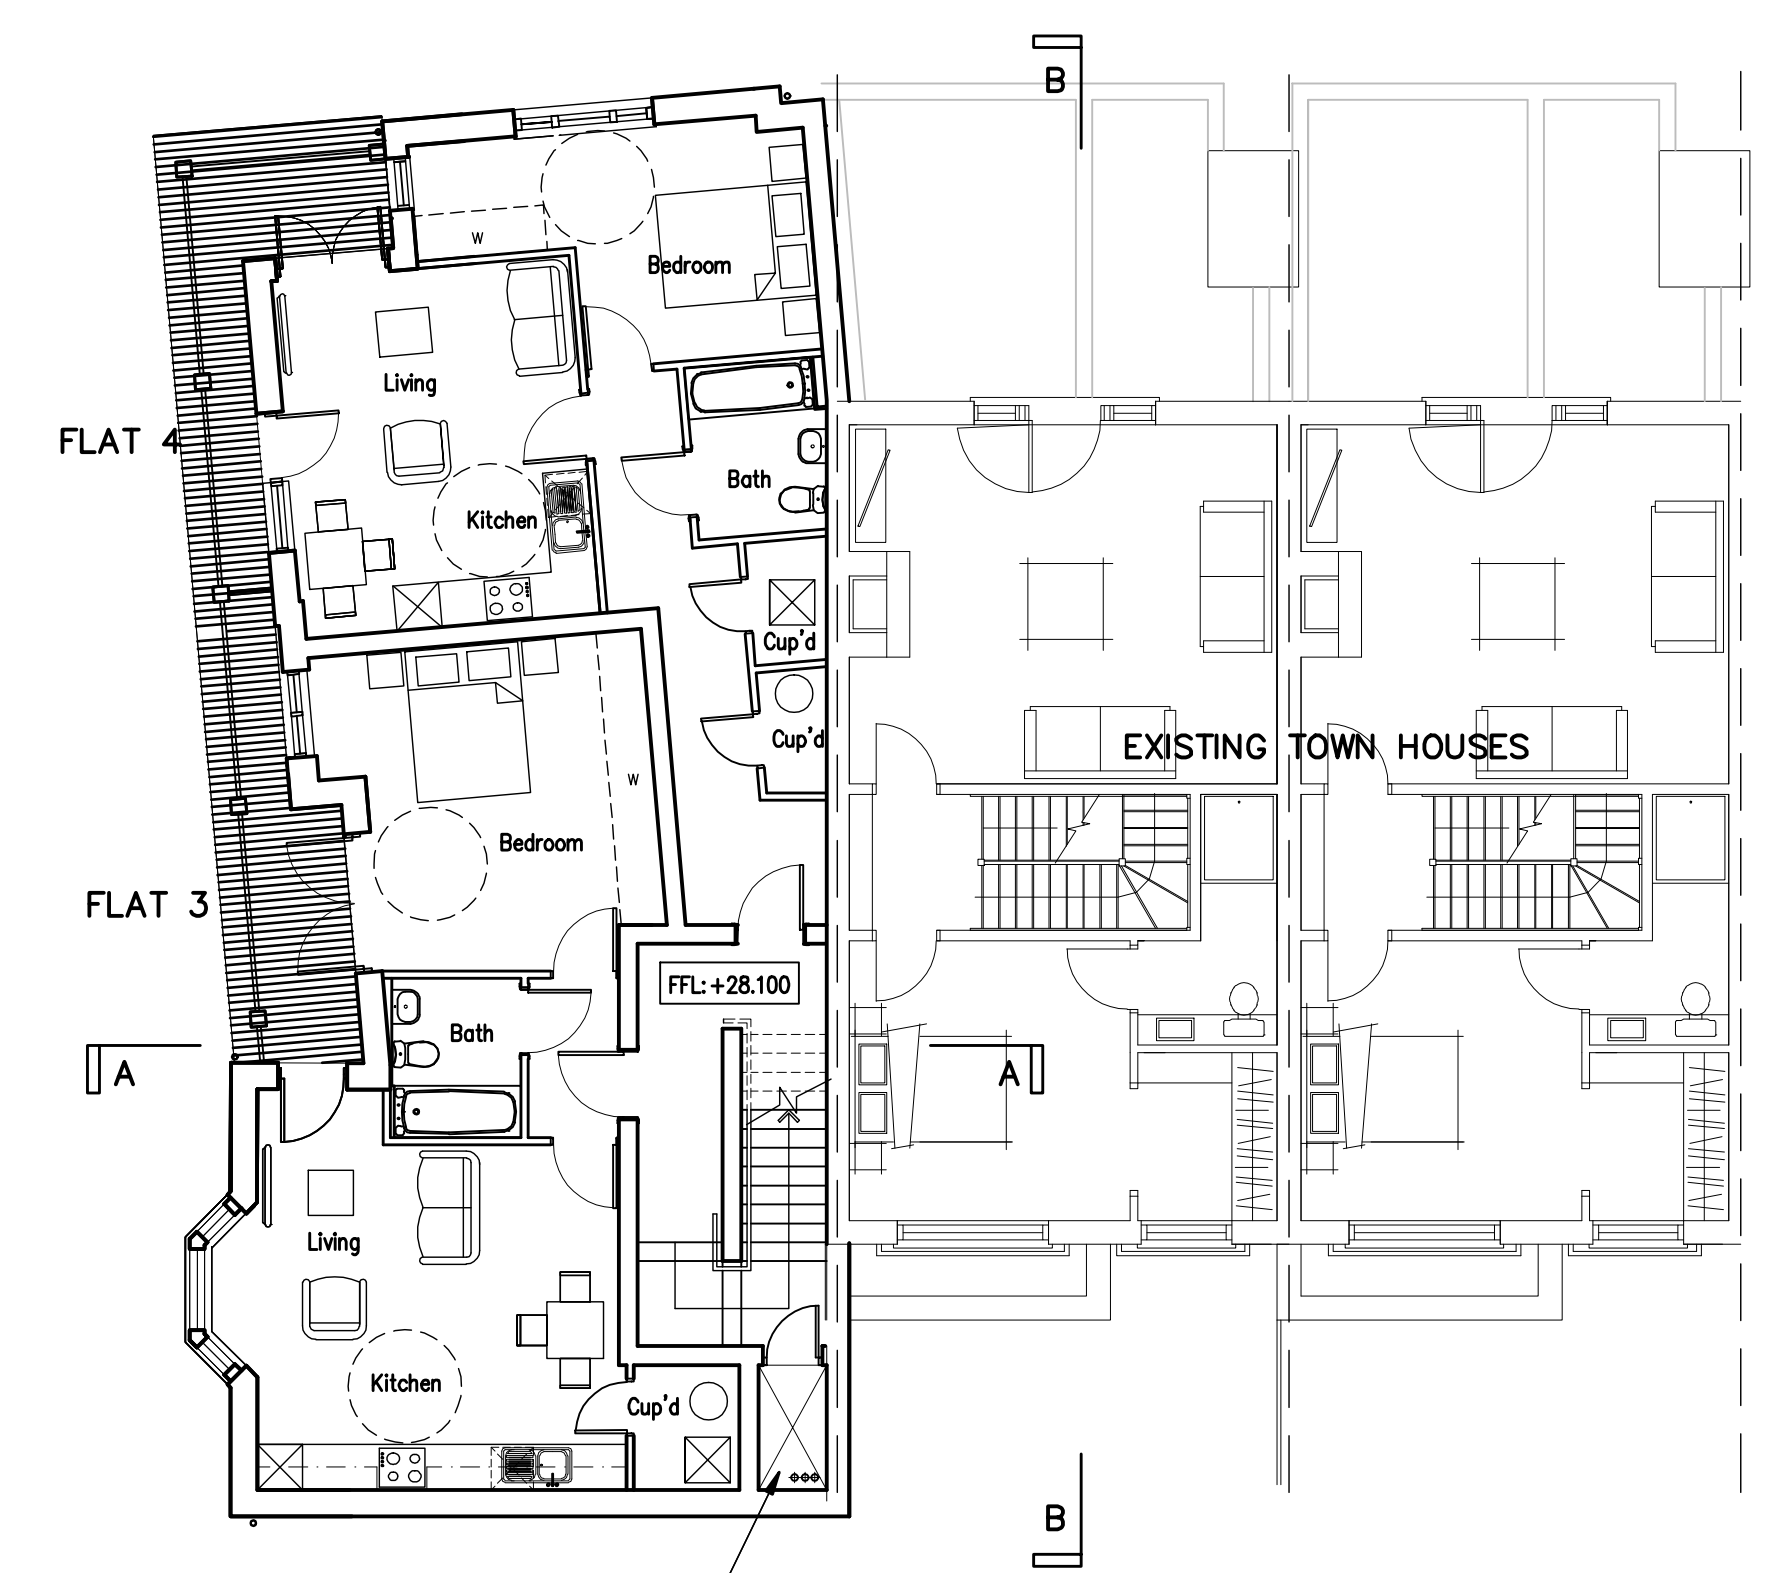 B
W
Bedroom
Living
FLAT 4
Bath
Kitchen
Cup'd
Cup'd
EXISTING TOWN HOUSES
W
Bedroom
FLAT 3
FFL: +28.100
Bath
A
A
Living
Kitchen
Cup'd
B